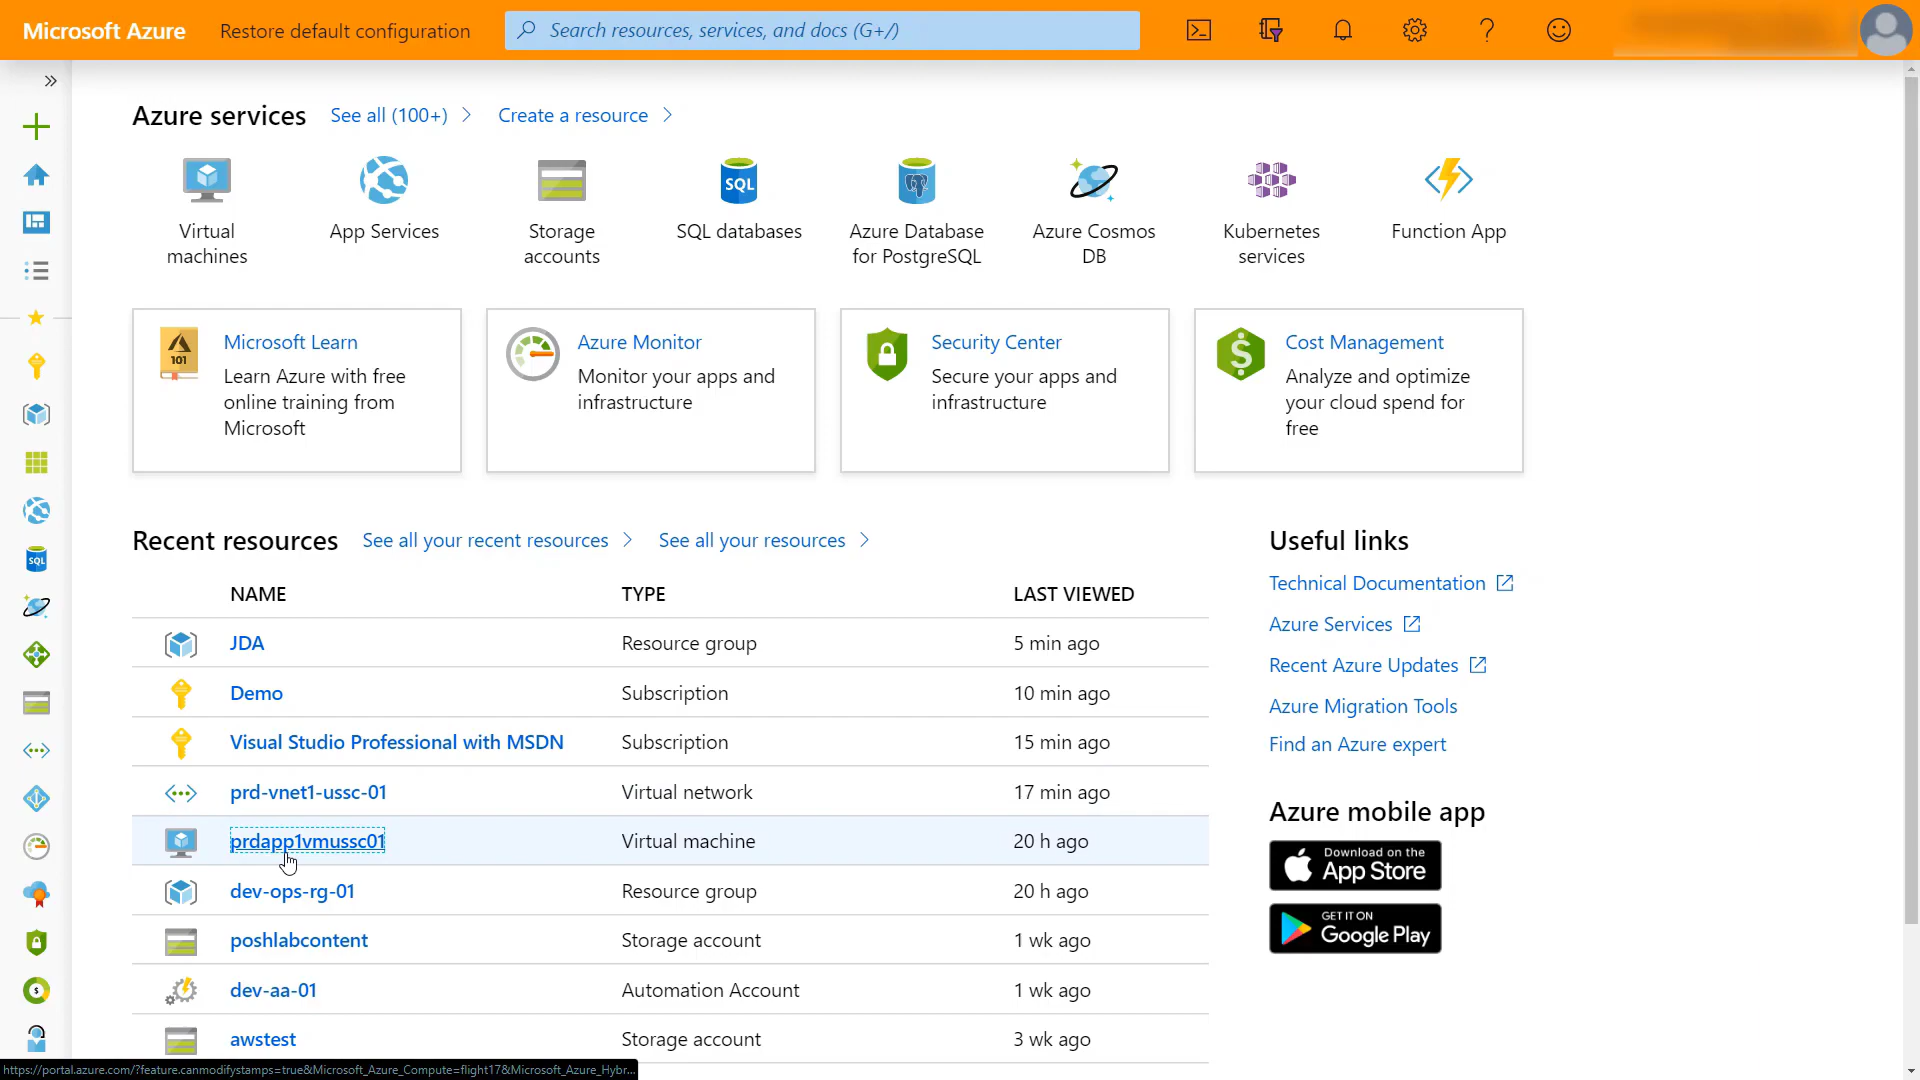 Microsoft Azure
Restore default configuration
Search resources, services, and docs (G+/)
Azure services
See all (100+)
Create a resource
Virtual machines
App Services
Storage accounts
SQL
SQL databases
Azure Database for PostgreSQL
Azure Cosmos DB
Kubernetes services
Function App
101
Microsoft Learn
Learn Azure with free
online training from
Microsoft
Azure Monitor
Monitor your apps and
infrastructure
Security Center
Secure your apps and
infrastructure
Cost Management
Analyze and optimize
your cloud spend for
free
SQL
Recent resources
See all your recent resources
See all your resources
NAME TYPE LAST VIEWED
JDA Resource group 5 min ago
Demo Subscription 10 min ago
Visual Studio Professional with MSDN Subscription 15 min ago
prd-vnet1-ussc-01 Virtual network 17 min ago
prdapp1vmussc01 Virtual machine 20 h ago
dev-ops-rg-01 Resource group 20 h ago
poshlabcontent Storage account 1 wk ago
dev-aa-01 Automation Account 1 wk ago
awstest Storage account 3 wk ago
Useful links
Technical Documentation
Azure Services
Recent Azure Updates
Azure Migration Tools
Find an Azure expert
Azure mobile app
Download on the
App Store
GET IT ON
Google Play
https://portal.azure.com/?feature.canmodifystamps=true&Microsoft_Azure_Compute=flight17&Microsoft_Azure_Hybr...